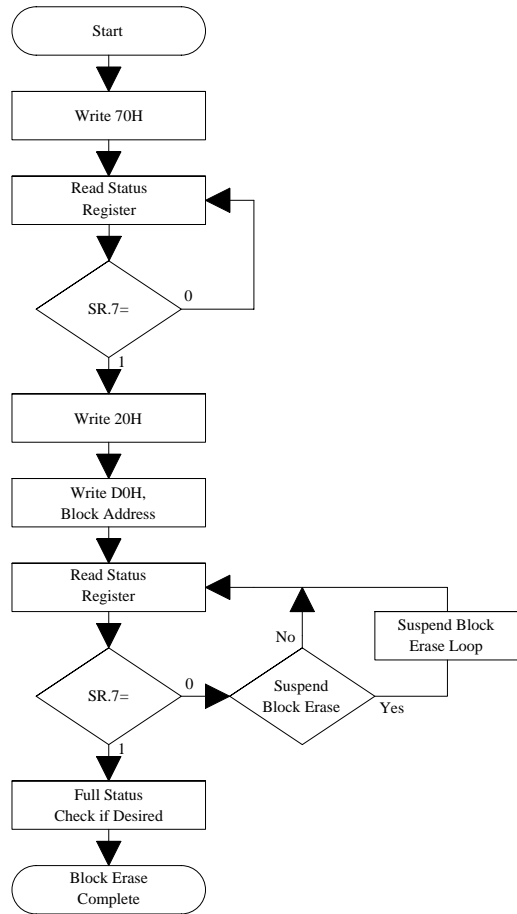 Start
Write 70H
Read Status
Register
SR.7=
0
1
Write 20H
Write D0H,
Block Address
Read Status
Register
SR.7=
0
1
Suspend
Block Erase
No
Yes
Suspend Block
Erase Loop
Full Status
Check if Desired
Block Erase
Complete